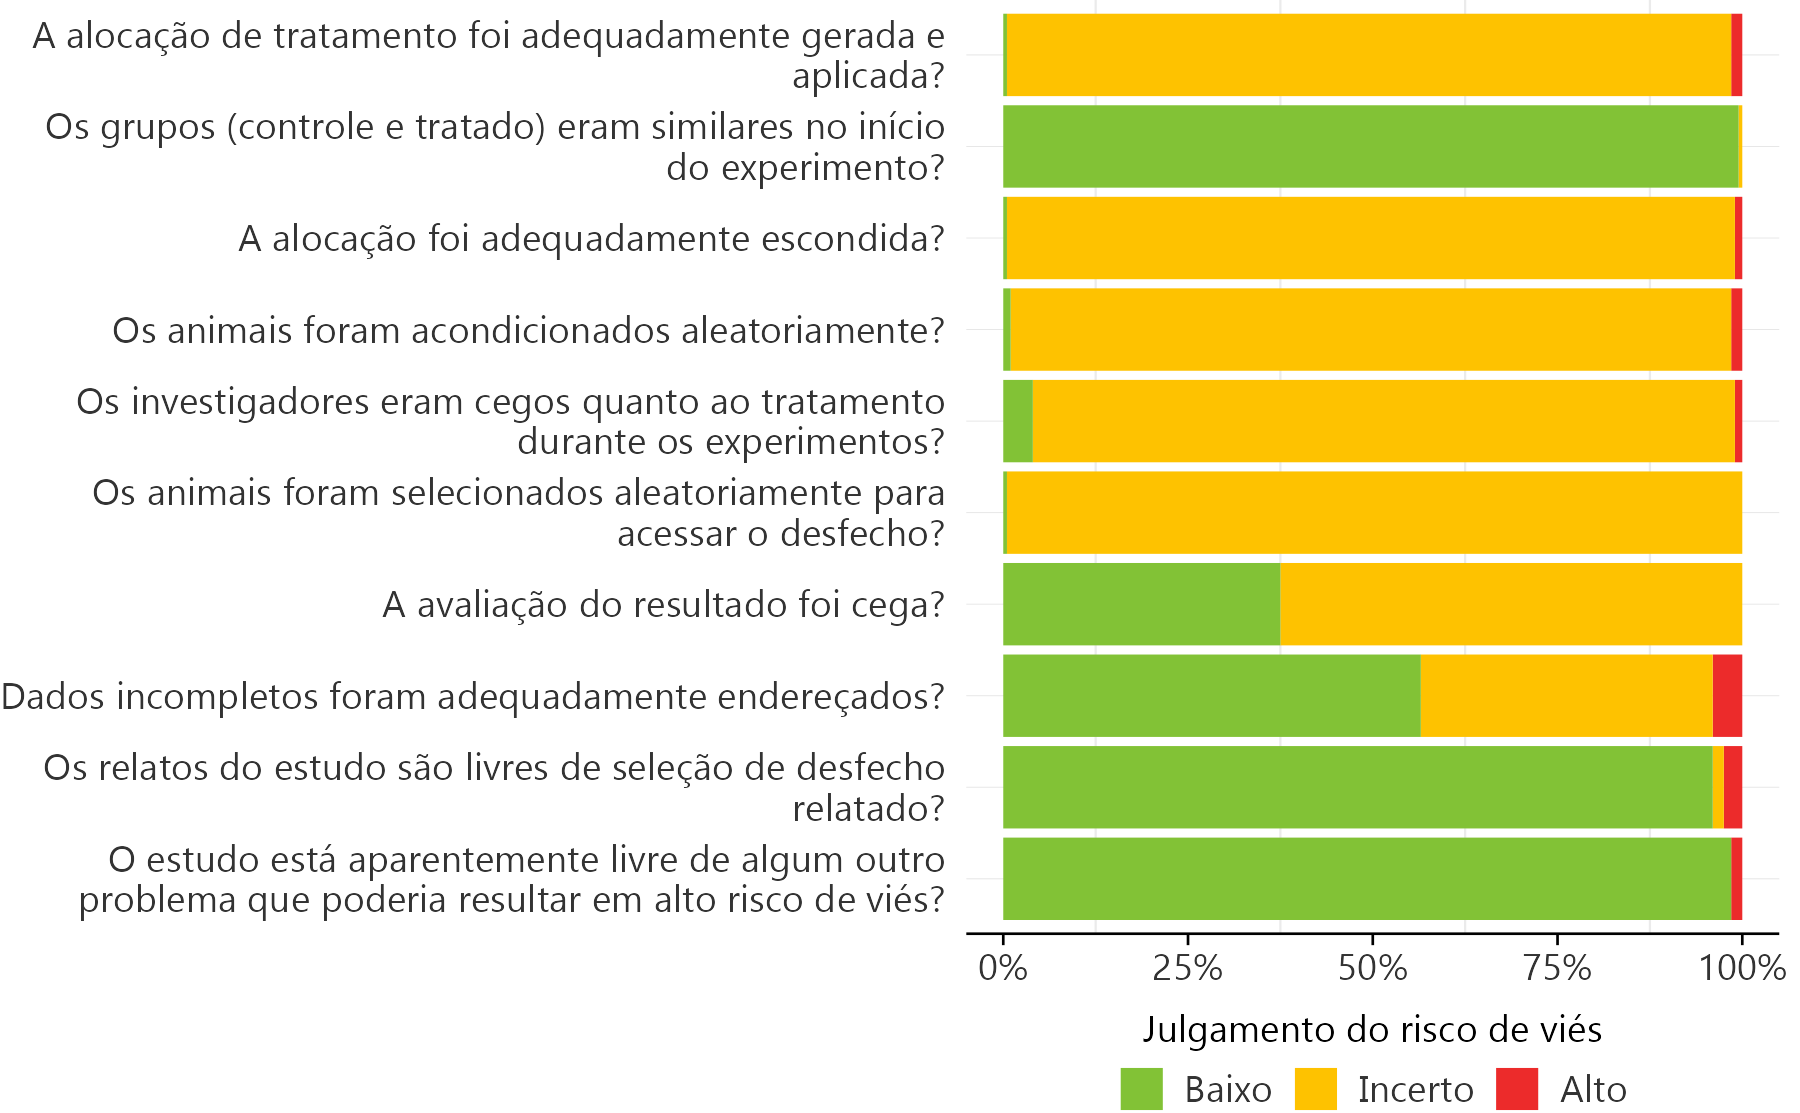 A alocação de tratamento foi adequadamente gerada e
aplicada?
Os grupos (controle e tratado) eram similares no início
do experimento?
A alocação foi adequadamente escondida?
Os animais foram acondicionados aleatoriamente?
Os investigadores eram cegos quanto ao tratamento
durante os experimentos?
Os animais foram selecionados aleatoriamente para
acessar o desfecho?
A avaliação do resultado foi cega?
Dados incompletos foram adequadamente endereçados?
Os relatos do estudo são livres de seleção de desfecho
relatado?
O estudo está aparentemente livre de algum outro
problema que poderia resultar em alto risco de viés?
0% 25% 50% 75% 100%
Julgamento do risco de viés
Baixo Incerto Alto